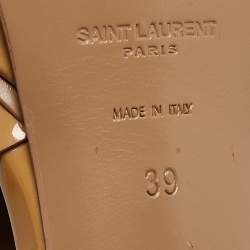 SAINT LAURENT
PARIS
MADE IN ITALY
39